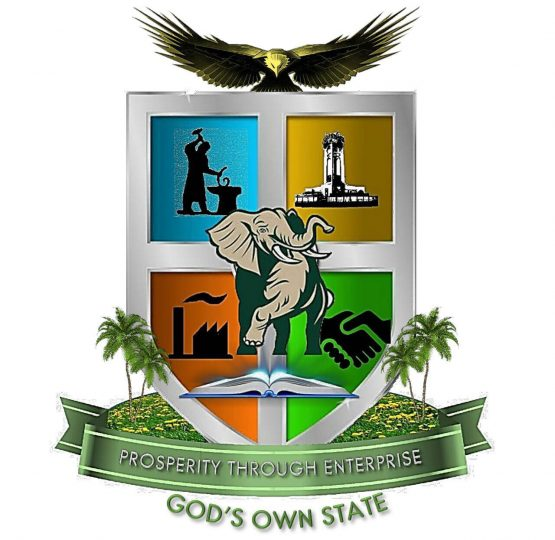 PROSPERITY THROUGH ENTERPRISE
GOD'S OWN STATE